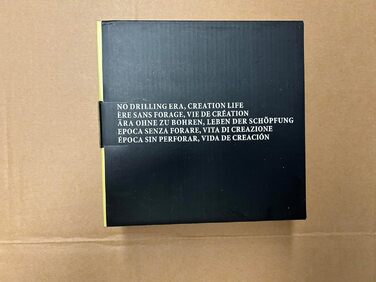 NO DRILLING ERA, CREATION LIFE
ÈRE SANS FORAGE, VIE DE CRÉATION
ÄRA OHNE ZU BOHREN, LEBEN DER SCHÖPFUNG
EPOCA SENZA FORARE, VITA DI CREAZIONE
ÉPOCA SIN PERFORAR, VIDA DE CREACIÓN